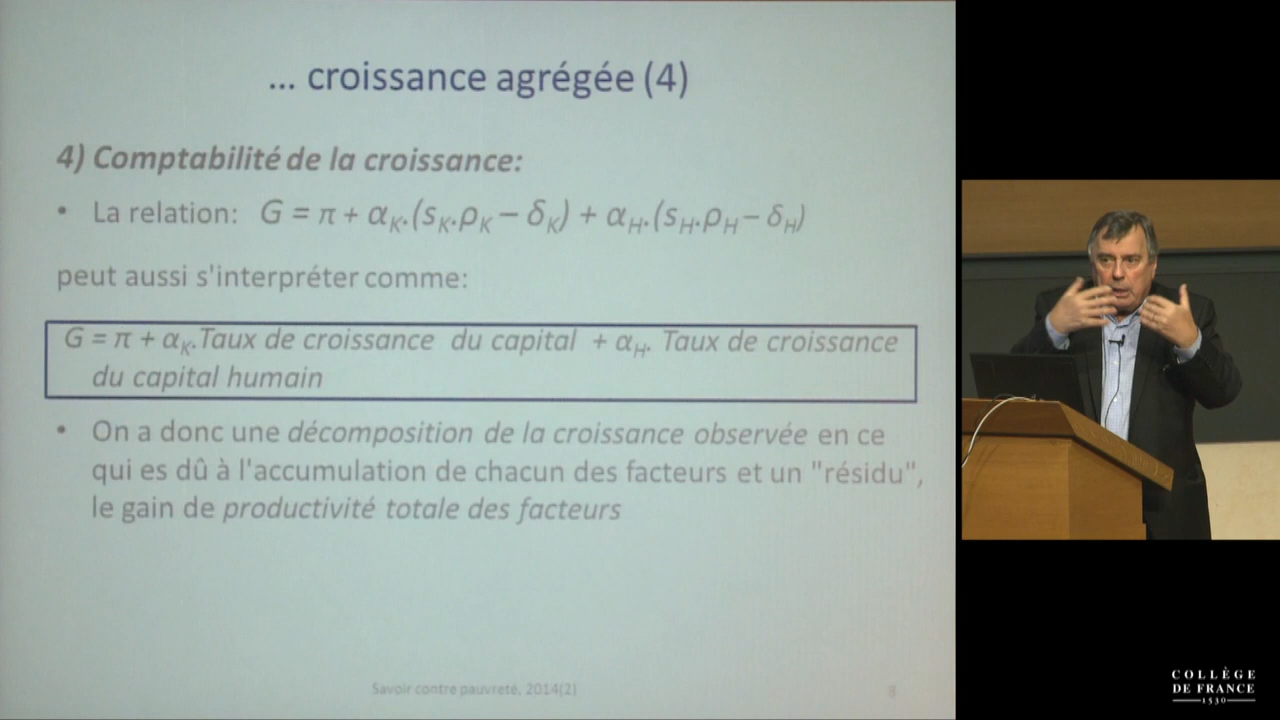 ... croissance agrégée (4)
4) Comptabilité de la croissance:
• La relation: G = π + αK.(sK.ρK – δK) + αH.(sH.ρH – δH)
peut aussi s'interpréter comme:
G = π + αK.Taux de croissance du capital + αH. Taux de croissance
du capital humain
• On a donc une décomposition de la croissance observée en ce
qui es dû à l'accumulation de chacun des facteurs et un "résidu",
le gain de productivité totale des facteurs
Savoir contre pauvreté, 2014(2)
8
COLLÈGE
DE FRANCE
1530